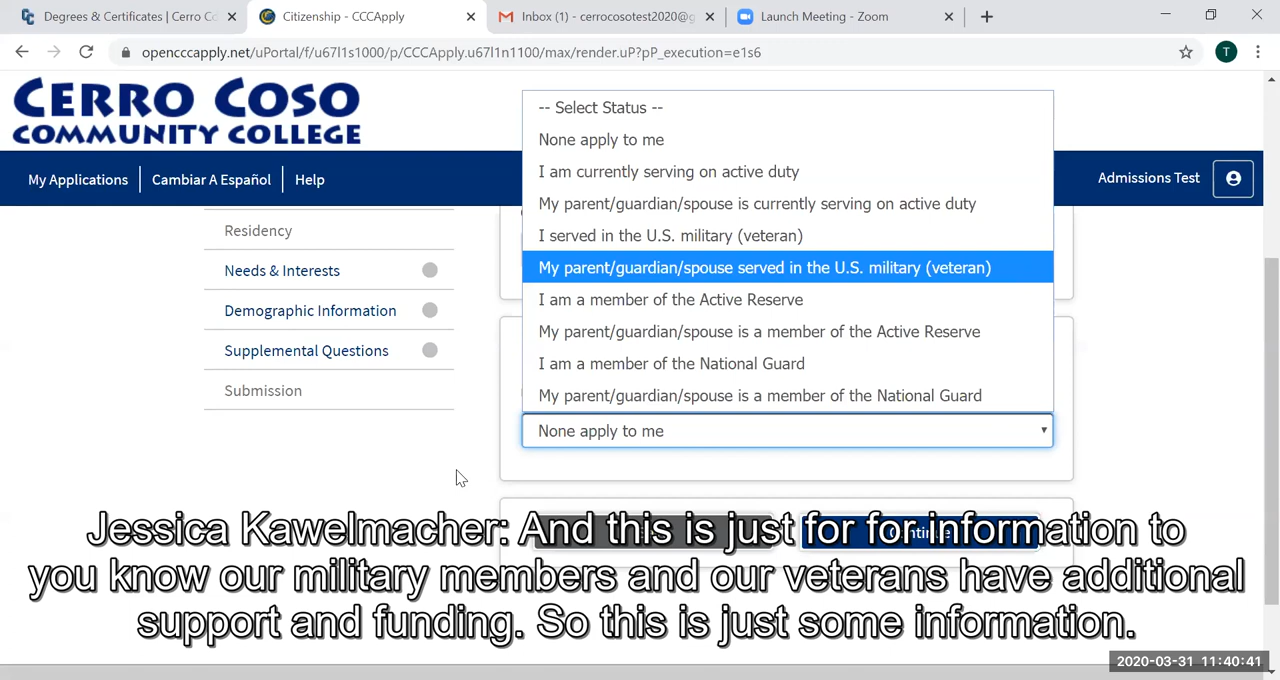 Degrees & Certificates | Cerro Co
Citizenship - CCCApply
Inbox (1) - cerrocosotest2020@g
Launch Meeting - Zoom
opencccapply.net/uPortal/f/u67l1s1000/p/CCCApply.u67l1n1100/max/render.uP?pP_execution=e1s6
T
CERRO COSO
COMMUNITY COLLEGE
My Applications
Cambiar A Español
Help
Admissions Test
Residency
Needs & Interests
Demographic Information
Supplemental Questions
Submission
-- Select Status --
None apply to me
I am currently serving on active duty
My parent/guardian/spouse is currently serving on active duty
I served in the U.S. military (veteran)
My parent/guardian/spouse served in the U.S. military (veteran)
I am a member of the Active Reserve
My parent/guardian/spouse is a member of the Active Reserve
I am a member of the National Guard
My parent/guardian/spouse is a member of the National Guard
None apply to me
Continue
Jessica Kawelmacher: And this is just for for information to
you know our military members and our veterans have additional
support and funding. So this is just some information.
2020-03-31 11:40:41